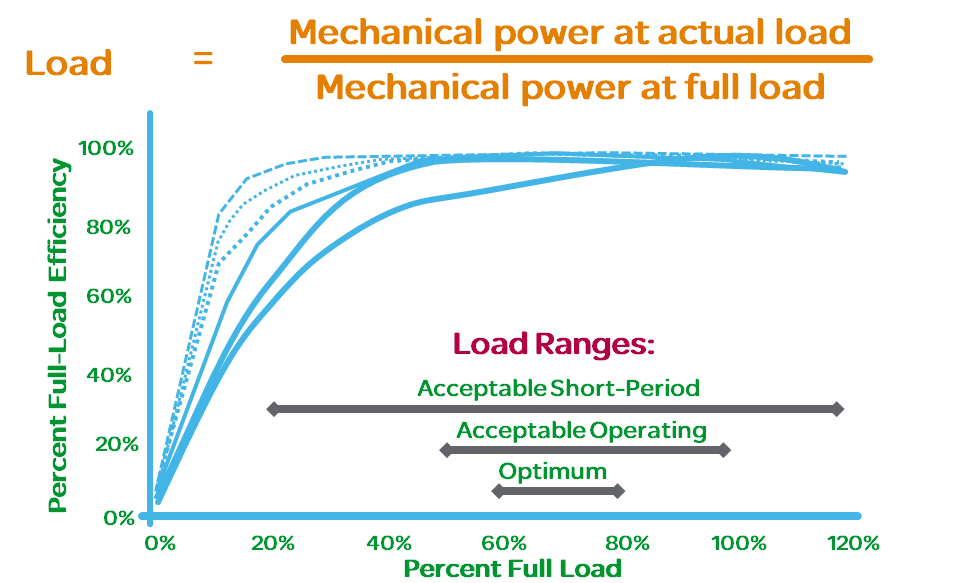 Load = Mechanical power at actual load
Mechanical power at full load
100%
80%
60%
40%
20%
0%
Percent Full-Load Efficiency
Load Ranges:
Acceptable Short-Period
Acceptable Operating
Optimum
0% 20% 40% 60% 80% 100% 120%
Percent Full Load